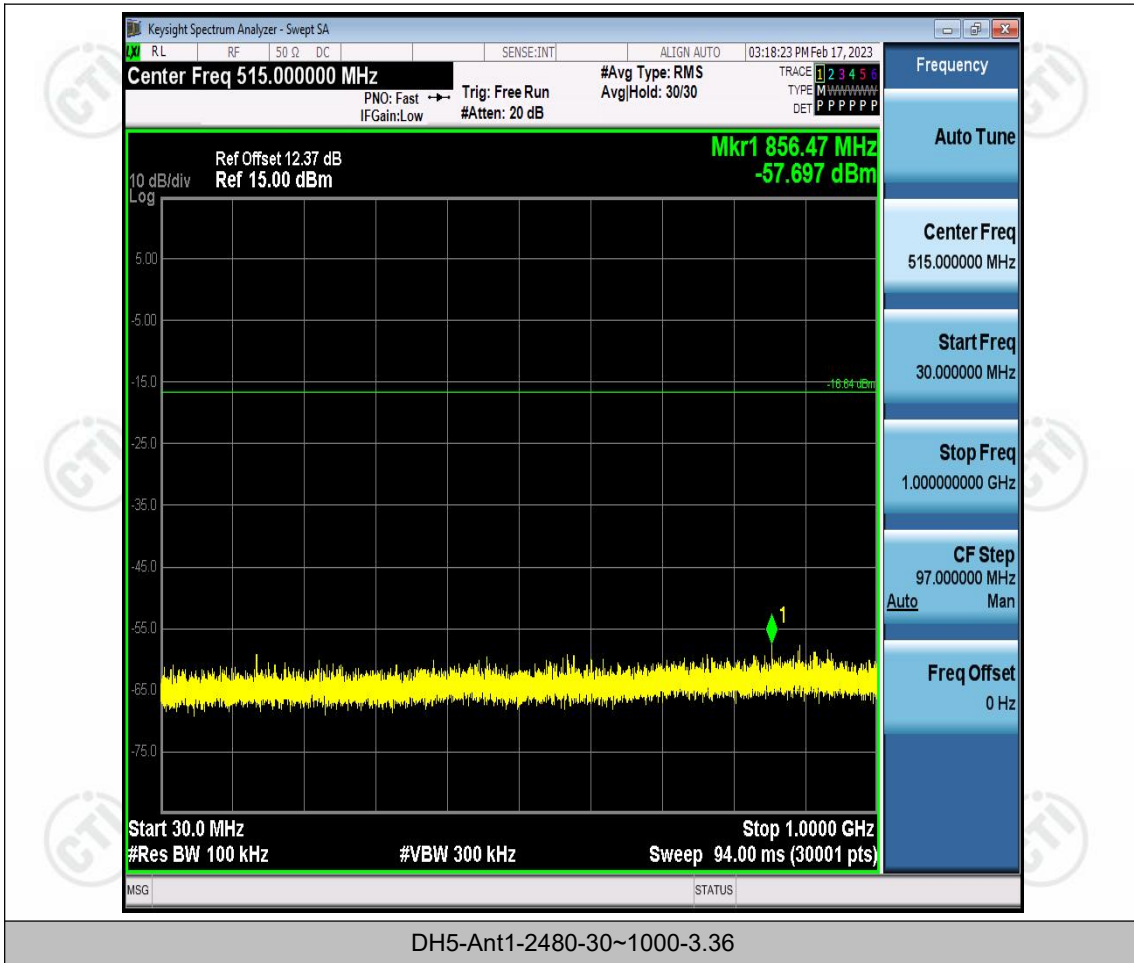 Keysight Spectrum Analyzer - Swept SA
LXI RL RF 50 Ω DC SENSE:INT ALIGN AUTO 03:18:23 PM Feb 17, 2023
Center Freq 515.000000 MHz
PNO: Fast
IFGain:Low
Trig: Free Run
#Atten: 20 dB
#Avg Type: RMS
Avg|Hold: 30/30
TRACE 1 2 3 4 5 6
TYPE M WWWWW
DET P P P P P P
Ref Offset 12.37 dB
10 dB/div Ref 15.00 dBm
Log
Mkr1 856.47 MHz
-57.697 dBm
5.00
-5.00
-15.0
-16.64 dBm
-25.0
-35.0
-45.0
-55.0
1
-65.0
-75.0
Start 30.0 MHz Stop 1.0000 GHz
#Res BW 100 kHz #VBW 300 kHz Sweep 94.00 ms (30001 pts)
MSG STATUS
Frequency
Auto Tune
Center Freq
515.000000 MHz
Start Freq
30.000000 MHz
Stop Freq
1.000000000 GHz
CF Step
97.000000 MHz
Auto Man
Freq Offset
0 Hz
CTI
CTI
CTI
CTI
CTI
CTI
DH5-Ant1-2480-30~1000-3.36